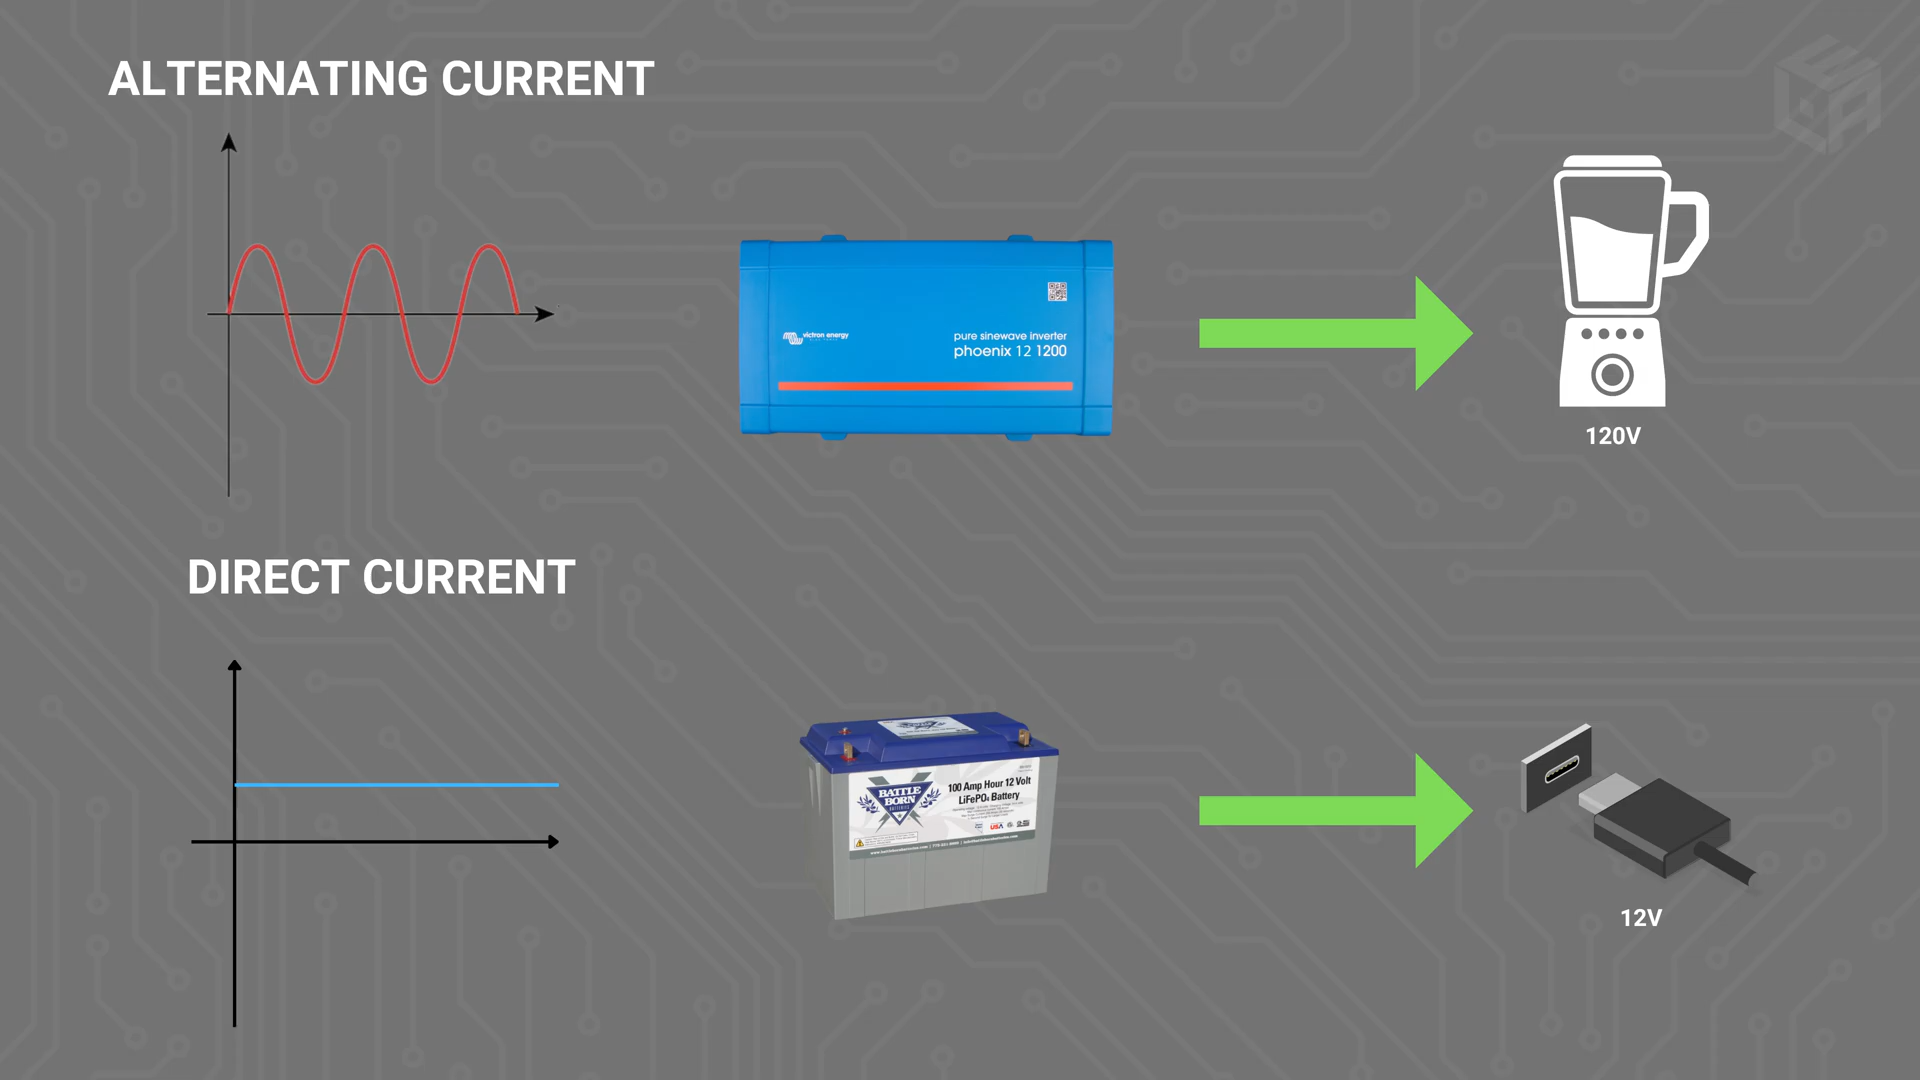 ALTERNATING CURRENT
victron energy
pure sinewave inverter
phoenix 12 1200
120V
DIRECT CURRENT
BATTLE
BORN
BATTERIES
100 Amp Hour 12 Volt
LiFePO₄ Battery
USA
12V